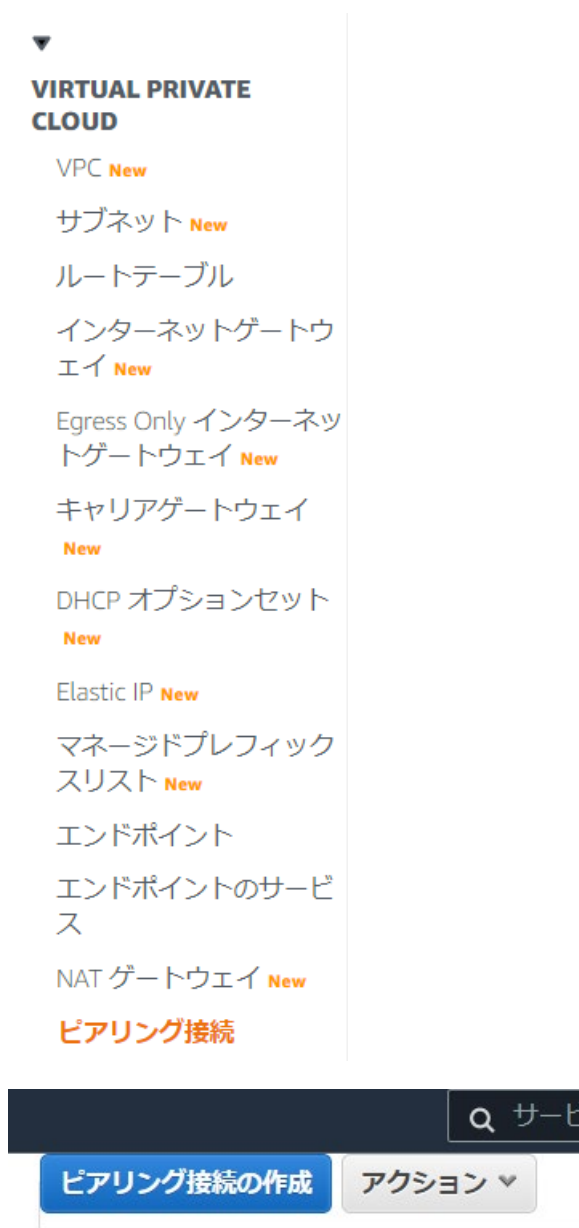 VIRTUAL PRIVATE
CLOUD
VPC New
サブネット New
ルートテーブル
インターネットゲートウ
ェイ New
Egress Only インターネッ
トゲートウェイ New
キャリアゲートウェイ
New
DHCP オプションセット
New
Elastic IP New
マネージドプレフィック
スリスト New
エンドポイント
エンドポイントのサービ
ス
NAT ゲートウェイ New
ピアリング接続
サービ
ピアリング接続の作成 アクション